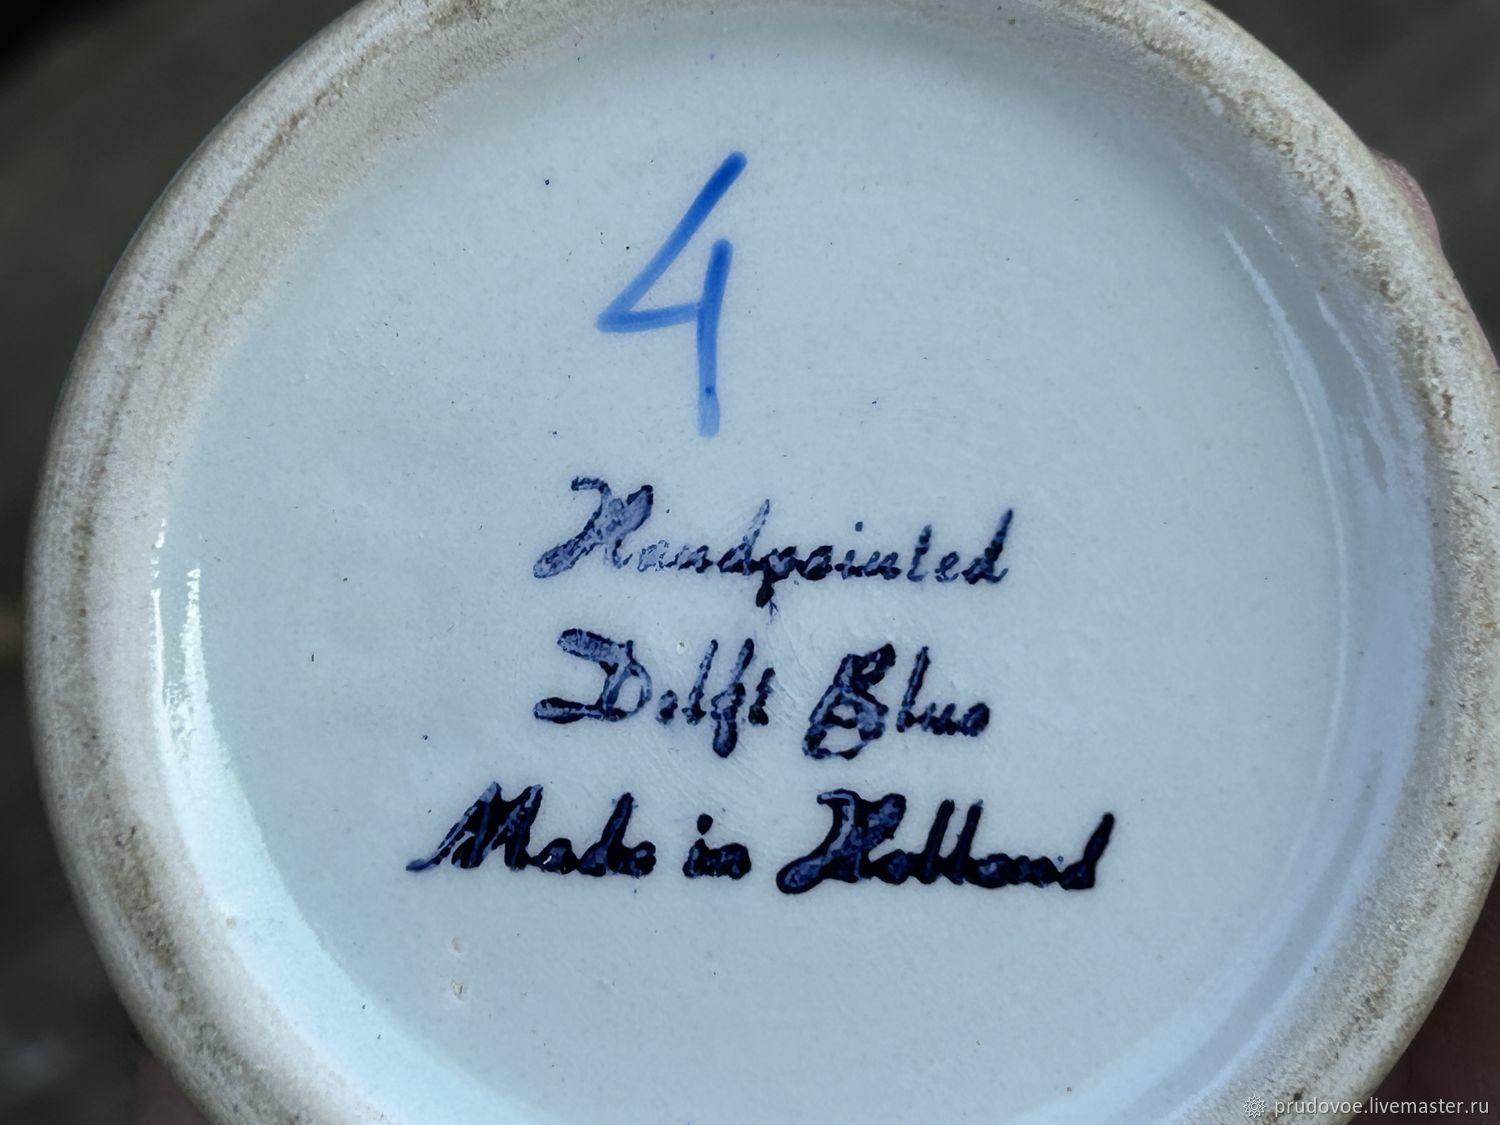 4
Handpainted
Delft Blue
Made in Holland
prudovoe.livemaster.ru